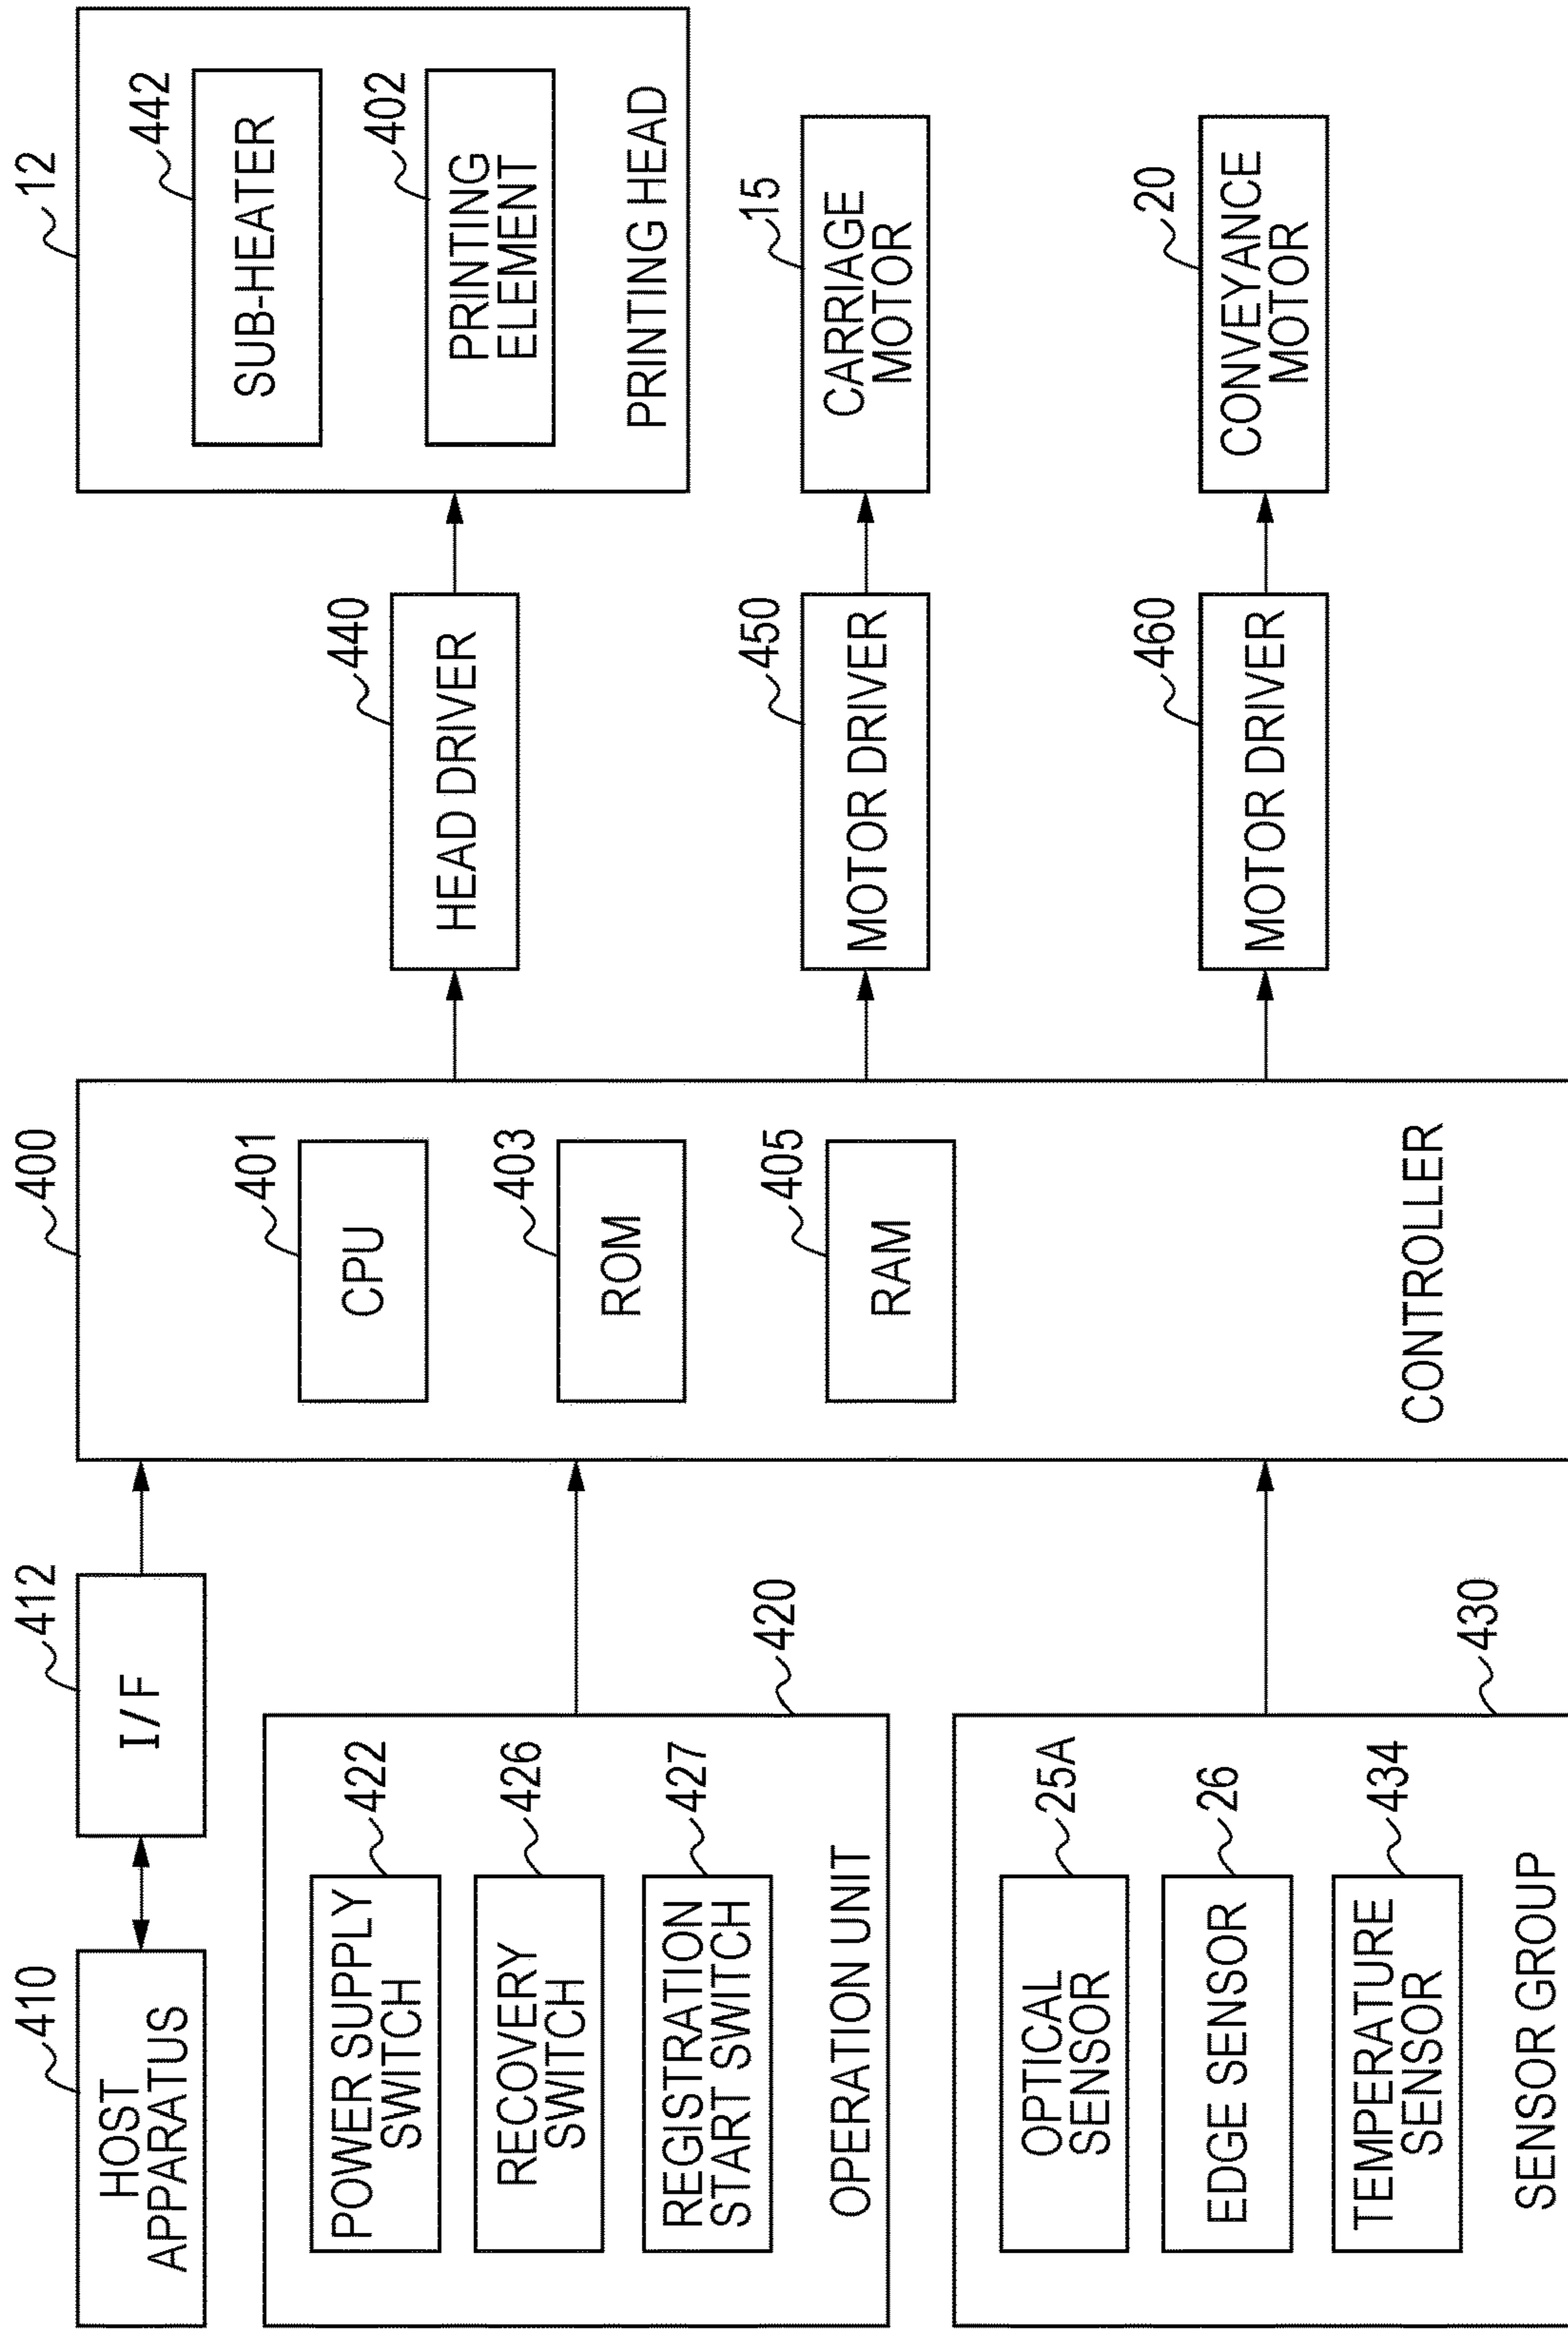 410
HOST
APPARATUS
412
I/F
400
401
CPU
403
ROM
405
RAM
CONTROLLER
422
POWER SUPPLY
SWITCH
426
RECOVERY
SWITCH
427
REGISTRATION
START SWITCH
OPERATION UNIT
420
25A
OPTICAL
SENSOR
26
EDGE SENSOR
434
TEMPERATURE
SENSOR
SENSOR GROUP
430
440
HEAD DRIVER
450
MOTOR DRIVER
460
MOTOR DRIVER
12
442
SUB-HEATER
402
PRINTING
ELEMENT
PRINTING HEAD
15
CARRIAGE
MOTOR
20
CONVEYANCE
MOTOR